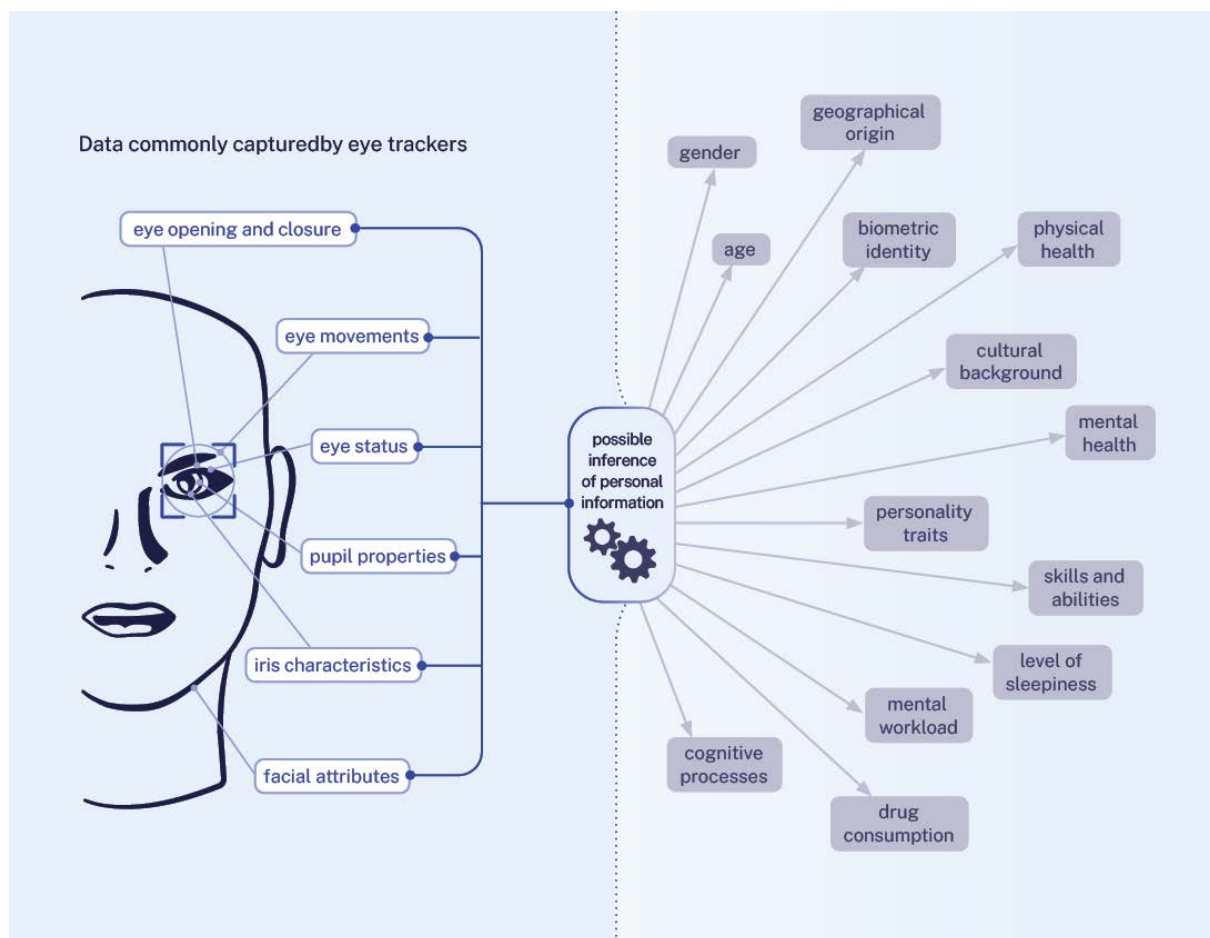 Data commonly capturedby eye trackers
eye opening and closure
eye movements
eye status
pupil properties
iris characteristics
facial attributes
possible
inference
of personal
information
gender
geographical
origin
age
biometric
identity
physical
health
cultural
background
mental
health
personality
traits
skills and
abilities
level of
sleepiness
mental
workload
cognitive
processes
drug
consumption